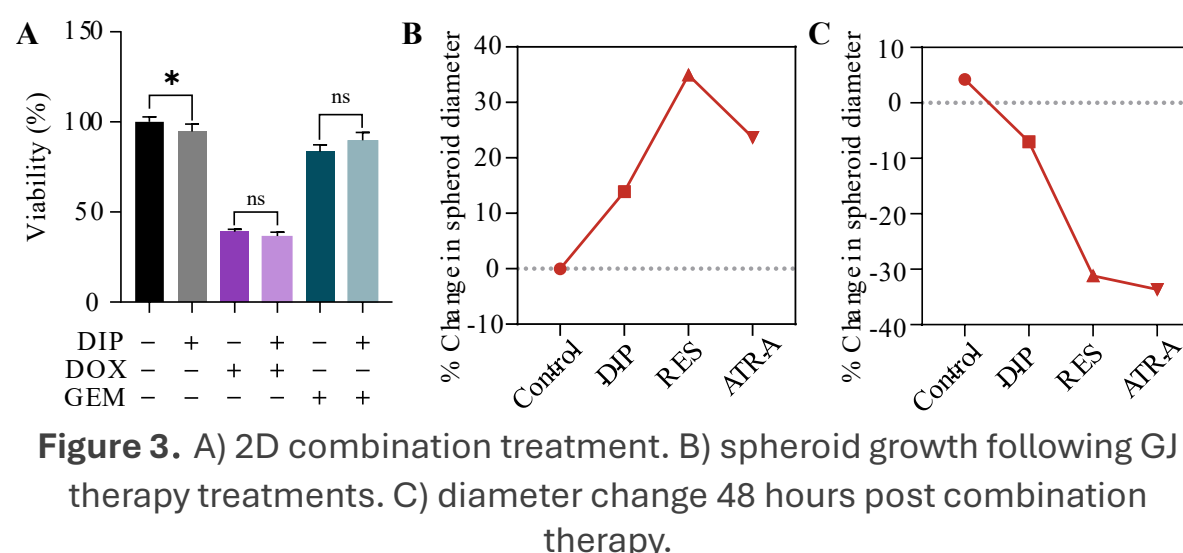 A
Viability (%)
150
100
50
0
*
ns
ns
DIP − + − + − +
DOX − − + + − −
GEM − − − − + +
B
% Change in spheroid diameter
40
30
20
10
0
-10
Control
DIP
RES
ATRA
C
% Change in spheroid diameter
10
0
-10
-20
-30
-40
Control
DIP
RES
ATRA
Figure 3. A) 2D combination treatment. B) spheroid growth following GJ
therapy treatments. C) diameter change 48 hours post combination
therapy.